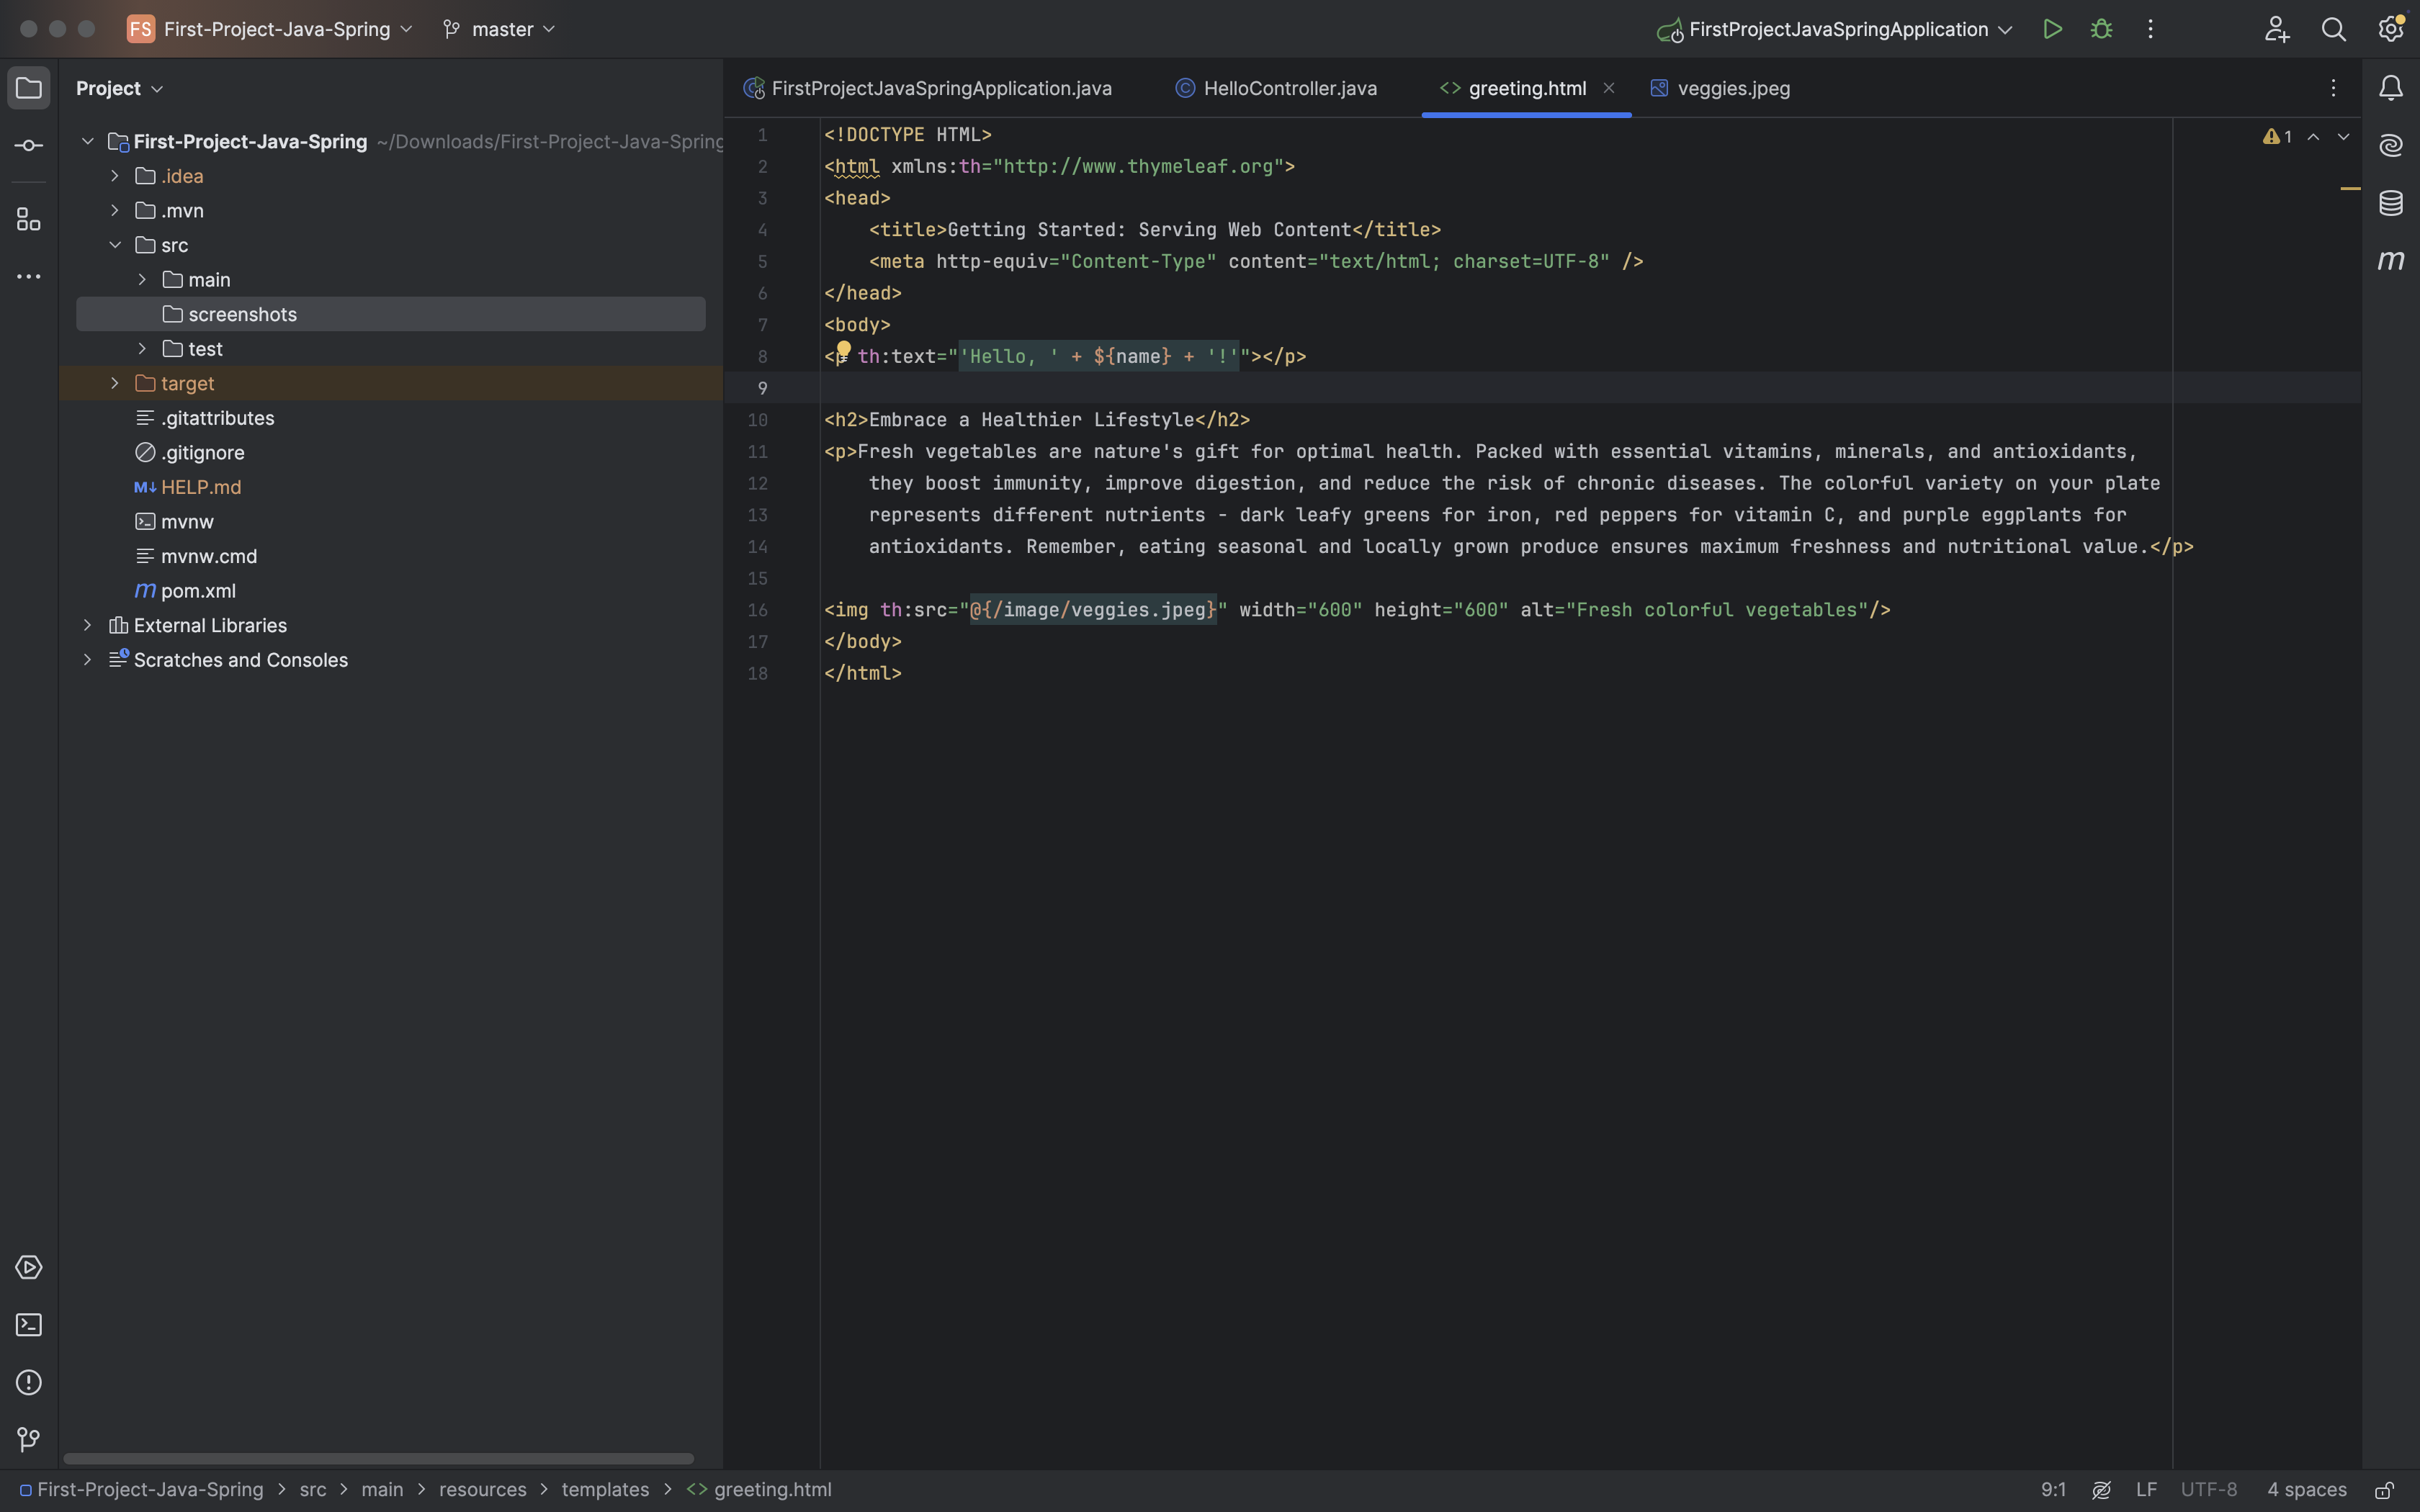 FS First-Project-Java-Spring master FirstProjectJavaSpringApplication
Project
First-Project-Java-Spring ~/Downloads/First-Project-Java-Spring
.idea
.mvn
src
main
screenshots
test
target
.gitattributes
.gitignore
M↓ HELP.md
mvnw
mvnw.cmd
m pom.xml
External Libraries
Scratches and Consoles
FirstProjectJavaSpringApplication.java HelloController.java <> greeting.html veggies.jpeg
1
1 <!DOCTYPE HTML>
2 <html xmlns:th="http://www.thymeleaf.org">
3 <head>
4     <title>Getting Started: Serving Web Content</title>
5     <meta http-equiv="Content-Type" content="text/html; charset=UTF-8" />
6 </head>
7 <body>
8 <p th:text="'Hello, ' + ${name} + '!'"></p>
9
10 <h2>Embrace a Healthier Lifestyle</h2>
11 <p>Fresh vegetables are nature's gift for optimal health. Packed with essential vitamins, minerals, and antioxidants,
12     they boost immunity, improve digestion, and reduce the risk of chronic diseases. The colorful variety on your plate
13     represents different nutrients - dark leafy greens for iron, red peppers for vitamin C, and purple eggplants for
14     antioxidants. Remember, eating seasonal and locally grown produce ensures maximum freshness and nutritional value.</p>
15
16 <img th:src="@{/image/veggies.jpeg}" width="600" height="600" alt="Fresh colorful vegetables"/>
17 </body>
18 </html>
m
First-Project-Java-Spring > src > main > resources > templates > <> greeting.html 9:1 LF UTF-8 4 spaces